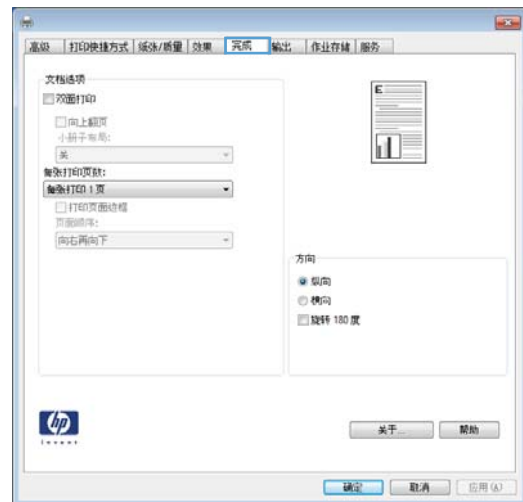 高级 打印快捷方式 纸张/质量 效果 完成 输出 作业存储 服务
文档选项
双面打印
向上翻页
小册子布局:
关
每张打印页数:
每张打印 1 页
打印页面边框
页面顺序:
向右再向下
E
方向
纵向
横向
旋转 180 度
hp
invent
关于...
帮助
确定
取消
应用(A)